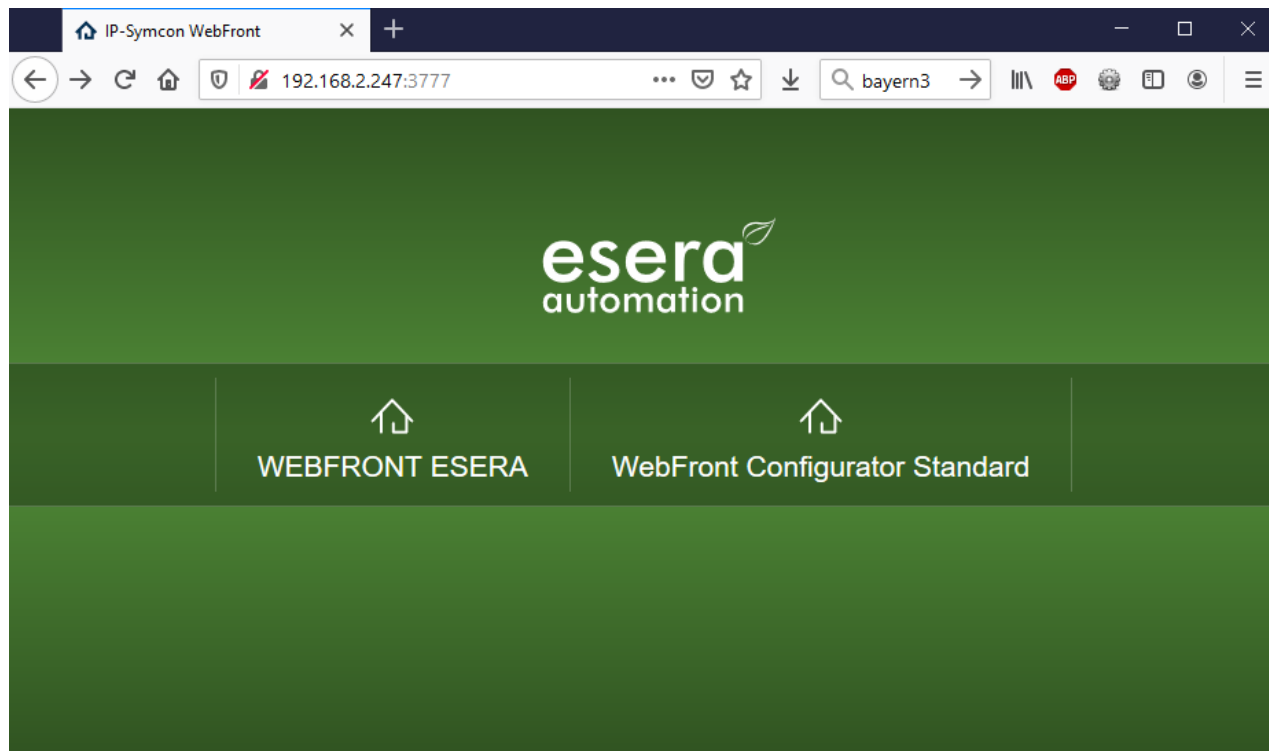 IP-Symcon WebFront
192.168.2.247:3777
bayern3
ABP
esera
automation
WEBFRONT ESERA
WebFront Configurator Standard